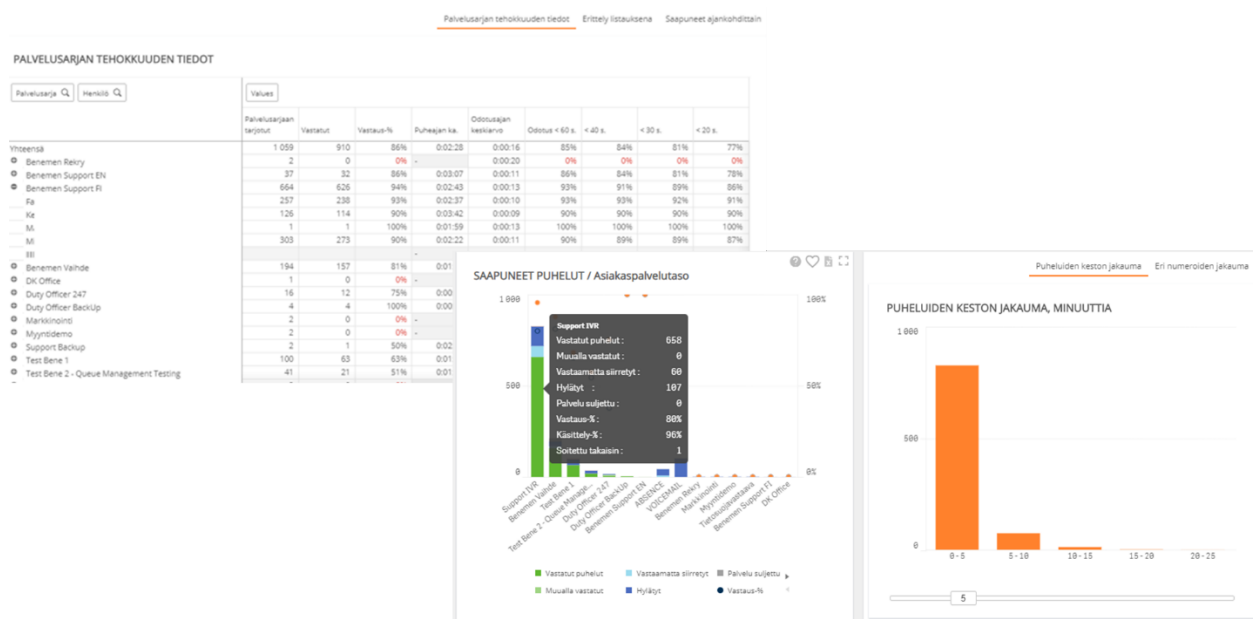 Palvelusarjan tehokkuuden tiedot Erittely listauksena Saapuneet ajankohdittain
PALVELUSARJAN TEHOKKUUDEN TIEDOT
Palvelusarja Henkilö Values
Palvelusarjaan tarjotut Vastatut Vastaus-% Puheajan ka. Odotusajan keskiarvo Odotus < 60 s. < 40 s. < 30 s. < 20 s.
Yhteensä 1 059 910 86% 0:02:28 0:00:16 85% 84% 81% 77%
Benemen Rekry 2 0 0% - 0:00:20 0% 0% 0% 0%
Benemen Support EN 37 32 86% 0:03:07 0:00:11 86% 84% 81% 78%
Benemen Support FI 664 626 94% 0:02:43 0:00:13 93% 91% 89% 86%
Fa 257 238 93% 0:02:37 0:00:10 93% 93% 92% 91%
Ke 126 114 90% 0:03:42 0:00:09 90% 90% 90% 90%
M 1 1 100% 0:01:59 0:00:13 100% 100% 100% 100%
MI 303 273 90% 0:02:22 0:00:11 90% 89% 89% 87%
-
Benemen Vaihde 194 157 81% 0:01
DK Office 1 0 0% -
Duty Officer 247 16 12 75% 0:00
Duty Officer BackUp 4 4 100% 0:00
Markkinointi 2 0 0% -
Myyntidemo 2 0 0% -
Support Backup 2 1 50% 0:02
Test Bene 1 100 63 63% 0:01
Test Bene 2 - Queue Management Testing 41 21 51% 0:01
SAAPUNEET PUHELUT / Asiakaspalvelutaso
1 000
500
0
100%
50%
0%
Support IVR
Vastatut puhelut : 658
Muualla vastatut : 0
Vastaamatta siirretyt : 60
Hylätyt : 107
Palvelu suljettu : 0
Vastaus-% : 80%
Käsittely-% : 96%
Soitettu takaisin : 1
Support IVR
Benemen Vaihde
Test Bene 1
Test Bene 2 - Queue Manage...
Duty Officer 247
Duty Officer BackUp
Benemen Support EN
ABSENCE
VOICEMAIL
Benemen Rekry
Markkinointi
Myyntidemo
Tietosuojavastaava
Benemen Support FI
DK Office
Vastatut puhelut Vastaamatta siirretyt Palvelu suljettu
Muualla vastatut Hylätyt Vastaus-%
Puheluiden keston jakauma Eri numeroiden jakauma
PUHELUIDEN KESTON JAKAUMA, MINUUTTIA
1 000
500
0
0-5 5-10 10-15 15-20 20-25
5